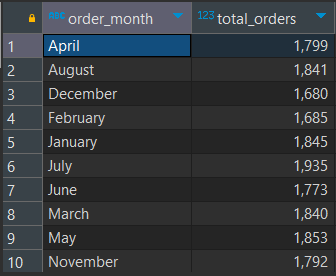 ABC order_month 123 total_orders
1 April 1,799
2 August 1,841
3 December 1,680
4 February 1,685
5 January 1,845
6 July 1,935
7 June 1,773
8 March 1,840
9 May 1,853
10 November 1,792